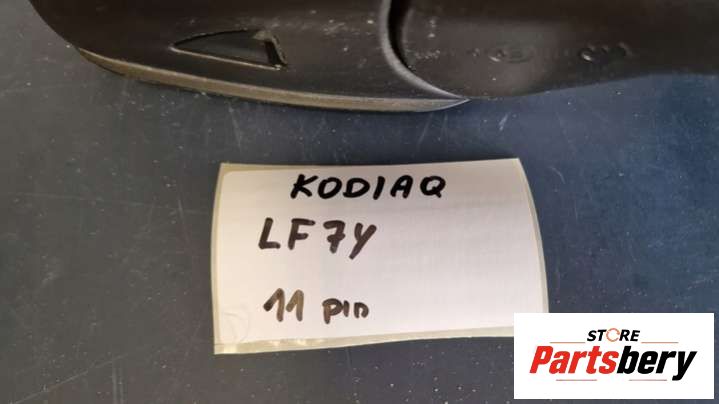 KODIAQ
LF7Y
11 pin
STORE
Partsbery